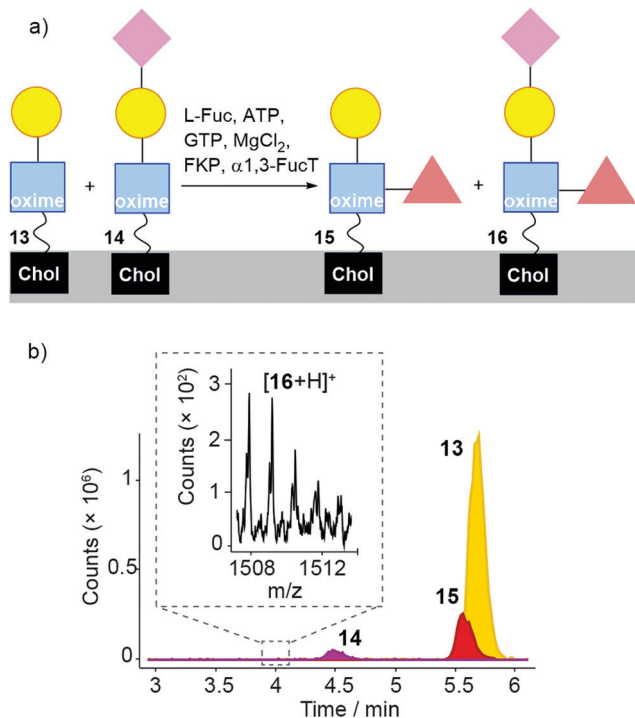 a)
L-Fuc, ATP,
GTP, MgCl₂,
FKP, α1,3-FucT
oxime + oxime oxime + oxime
13 14 15 16
Chol Chol Chol Chol
b)
[16+H]⁺
Counts (× 10²)
3
2
1
0
1508 1512
m/z
Counts (× 10⁶)
1
0.5
0
13
15
14
3 3.5 4 4.5 5 5.5 6
Time / min